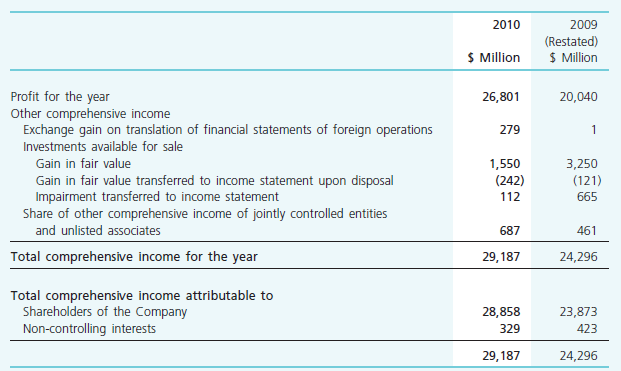 2010 2009
(Restated)
$ Million $ Million
Profit for the year 26,801 20,040
Other comprehensive income
Exchange gain on translation of financial statements of foreign operations 279 1
Investments available for sale
Gain in fair value 1,550 3,250
Gain in fair value transferred to income statement upon disposal (242) (121)
Impairment transferred to income statement 112 665
Share of other comprehensive income of jointly controlled entities
and unlisted associates 687 461
Total comprehensive income for the year 29,187 24,296
Total comprehensive income attributable to
Shareholders of the Company 28,858 23,873
Non-controlling interests 329 423
29,187 24,296